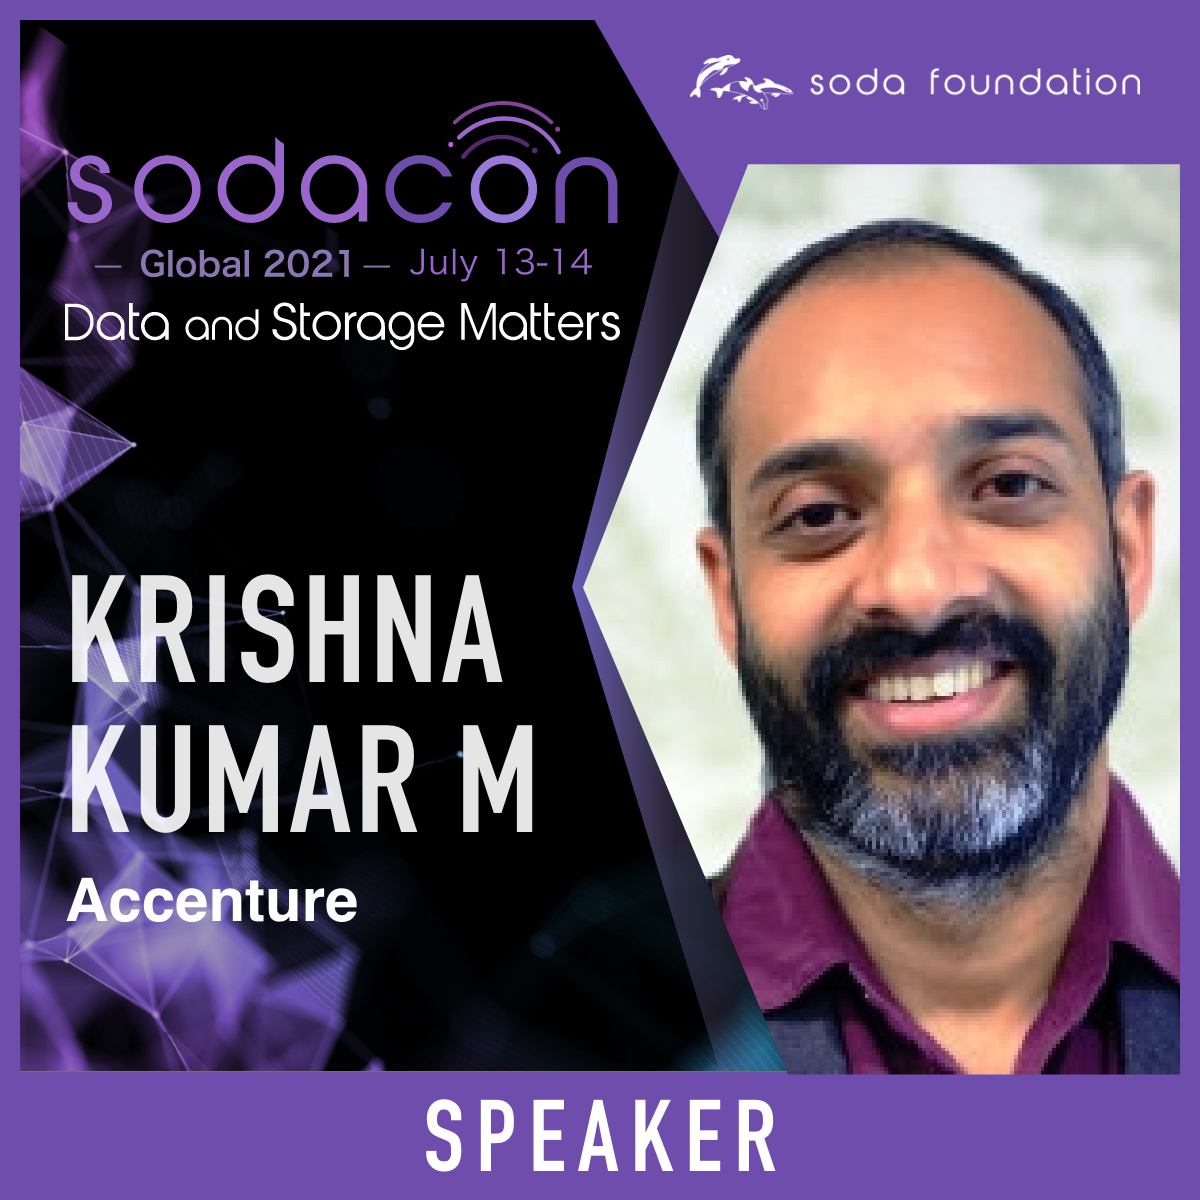 soda foundation
sodacon
— Global 2021 — July 13-14
Data and Storage Matters
KRISHNA
KUMAR M
Accenture
SPEAKER